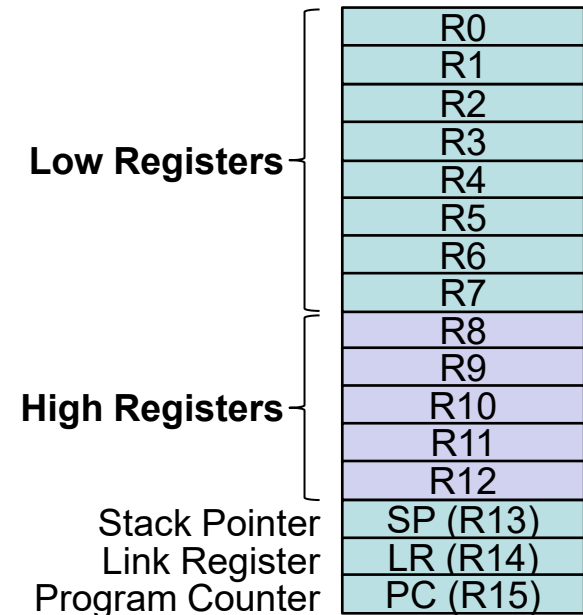 R0
R1
R2
R3
Low Registers
R4
R5
R6
R7
R8
R9
High Registers
R10
R11
R12
Stack Pointer SP (R13)
Link Register LR (R14)
Program Counter PC (R15)